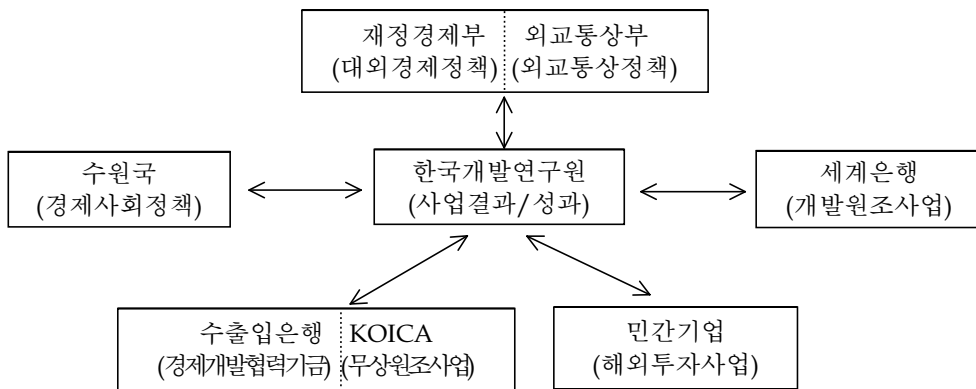 재정경제부 외교통상부
(대외경제정책) (외교통상정책)
수원국
(경제사회정책)
한국개발연구원
(사업결과/성과)
세계은행
(개발원조사업)
수출입은행 KOICA
(경제개발협력기금) (무상원조사업)
민간기업
(해외투자사업)